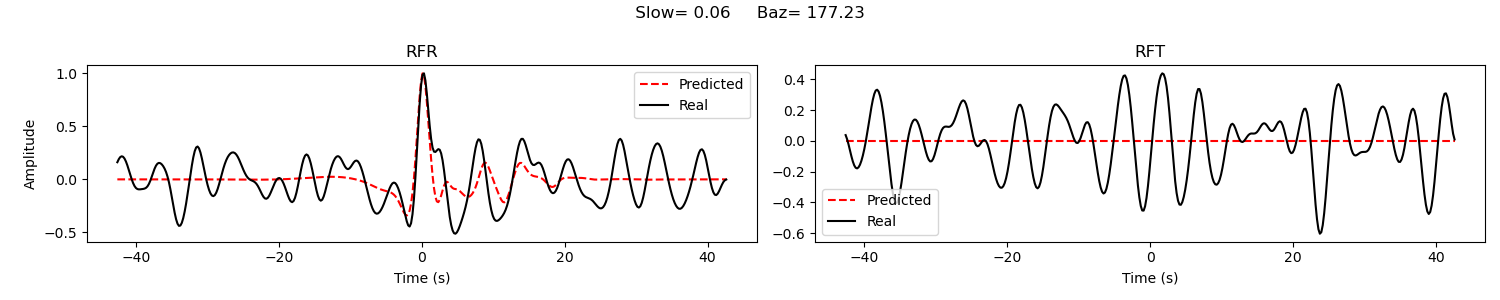 Slow= 0.06 Baz= 177.23
RFR
RFT
Amplitude
1.0
0.5
0.0
−0.5
Predicted
Real
−40
−20
0
20
40
Time (s)
0.4
0.2
0.0
−0.2
−0.4
−0.6
Predicted
Real
−40
−20
0
20
40
Time (s)